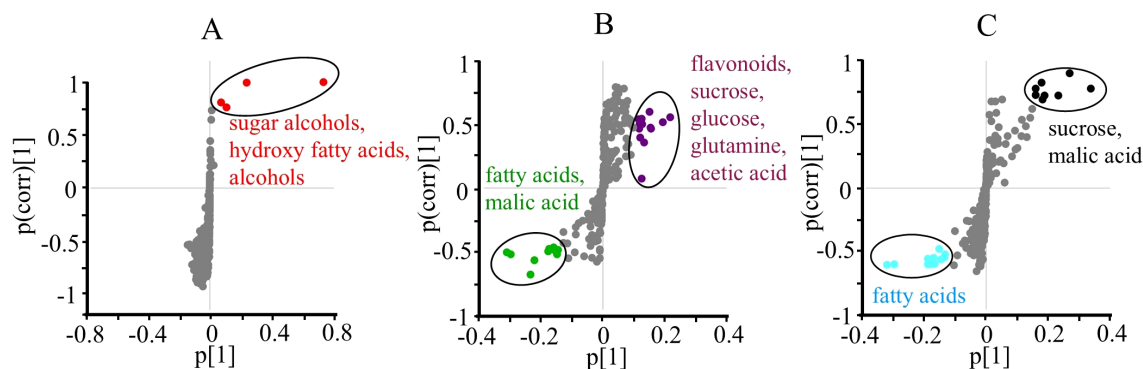 A
1
0.5
0
-0.5
-1
p(corr)[1]
-0.8
-0.4
0
0.4
0.8
p[1]
sugar alcohols,
hydroxy fatty acids,
alcohols
B
1
0.5
0
-0.5
-1
p(corr)[1]
-0.4
-0.2
0
0.2
0.4
p[1]
fatty acids,
malic acid
flavonoids,
sucrose,
glucose,
glutamine,
acetic acid
C
1
0.5
0
-0.5
-1
p(corr)[1]
-0.4
-0.2
0
0.2
0.4
p[1]
sucrose,
malic acid
fatty acids